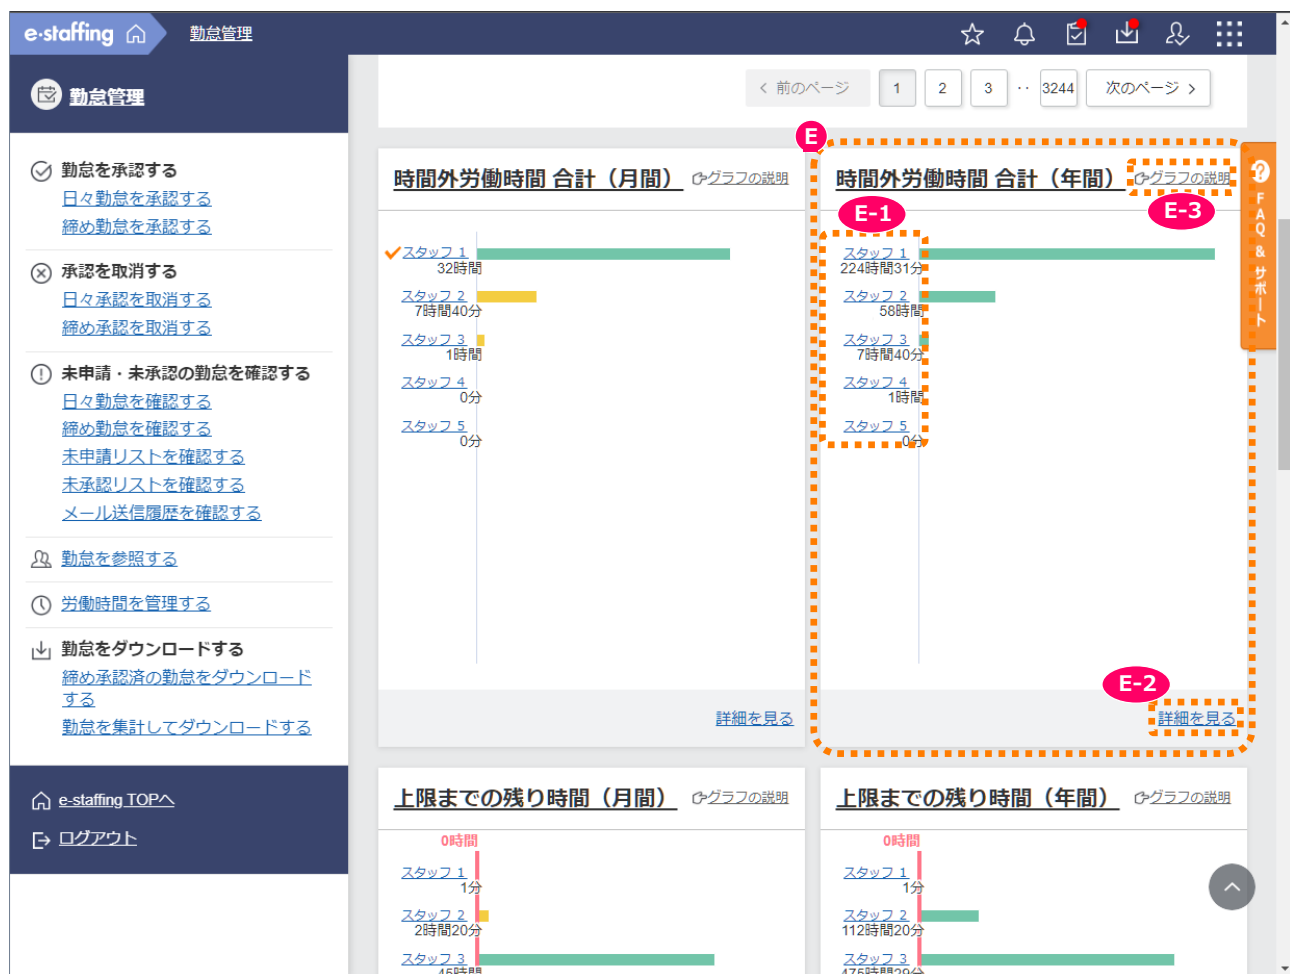 e-staffing 勤怠管理
勤怠管理
勤怠を承認する
日々勤怠を承認する
締め勤怠を承認する
承認を取消する
日々承認を取消する
締め承認を取消する
未申請・未承認の勤怠を確認する
日々勤怠を確認する
締め勤怠を確認する
未申請リストを確認する
未承認リストを確認する
メール送信履歴を確認する
勤怠を参照する
労働時間を管理する
勤怠をダウンロードする
締め承認済の勤怠をダウンロード
する
勤怠を集計してダウンロードする
e-staffing TOPへ
ログアウト
前のページ 1 2 3 ·· 3244 次のページ
時間外労働時間 合計（月間） グラフの説明
スタッフ 1
32時間
スタッフ 2
7時間40分
スタッフ 3
1時間
スタッフ 4
0分
スタッフ 5
0分
詳細を見る
E
時間外労働時間 合計（年間） グラフの説明
E-1 E-3
スタッフ 1
224時間31分
スタッフ 2
58時間
スタッフ 3
7時間40分
スタッフ 4
1時間
スタッフ 5
0分
E-2
詳細を見る
FAQ & サポート
上限までの残り時間（月間） グラフの説明
0時間
スタッフ 1
1分
スタッフ 2
2時間20分
スタッフ 3
45時間
上限までの残り時間（年間） グラフの説明
0時間
スタッフ 1
1分
スタッフ 2
112時間20分
スタッフ 3
475時間29分